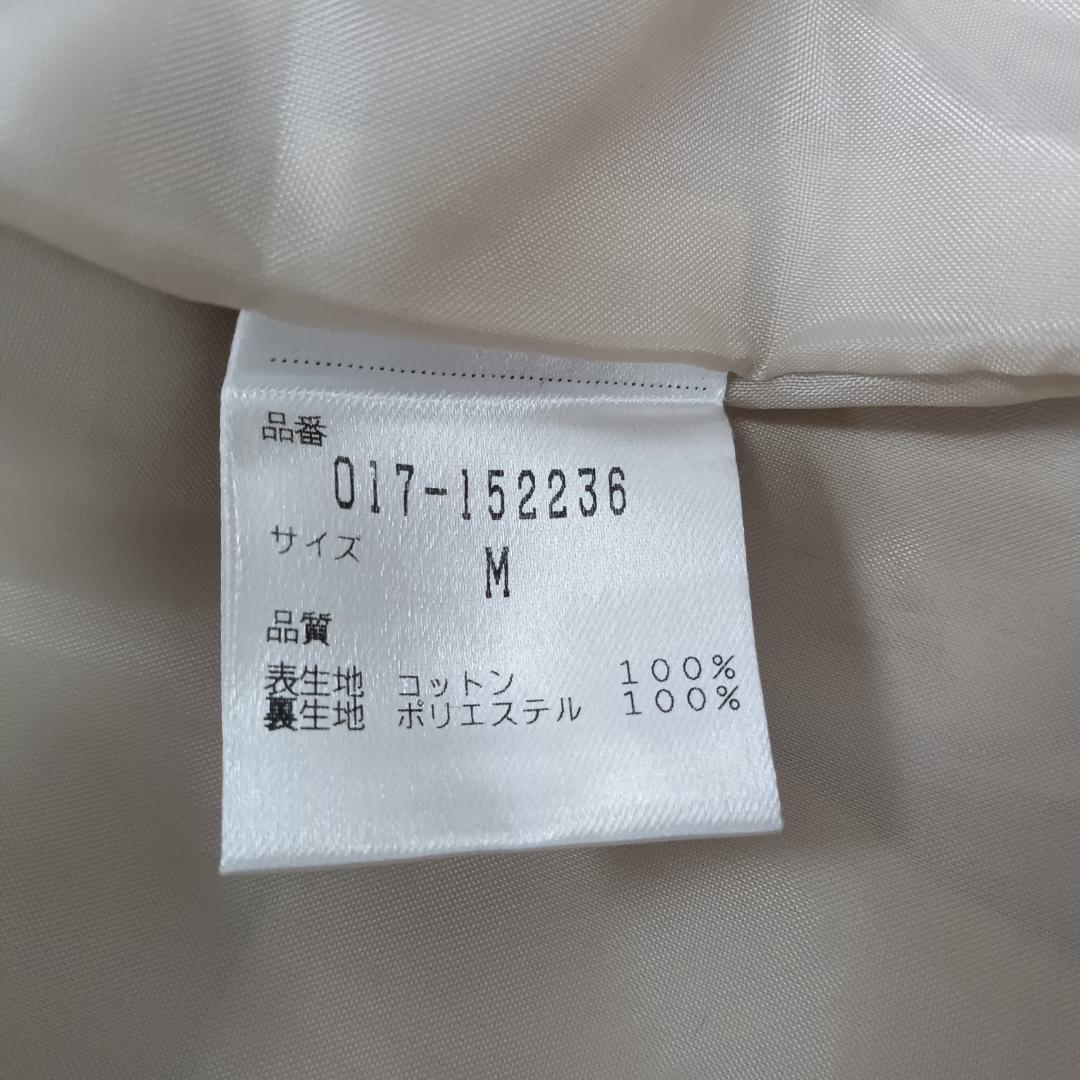 品番
017-152236
サイズ
M
品質
表生地 コットン 100%
裏生地 ポリエステル 100%